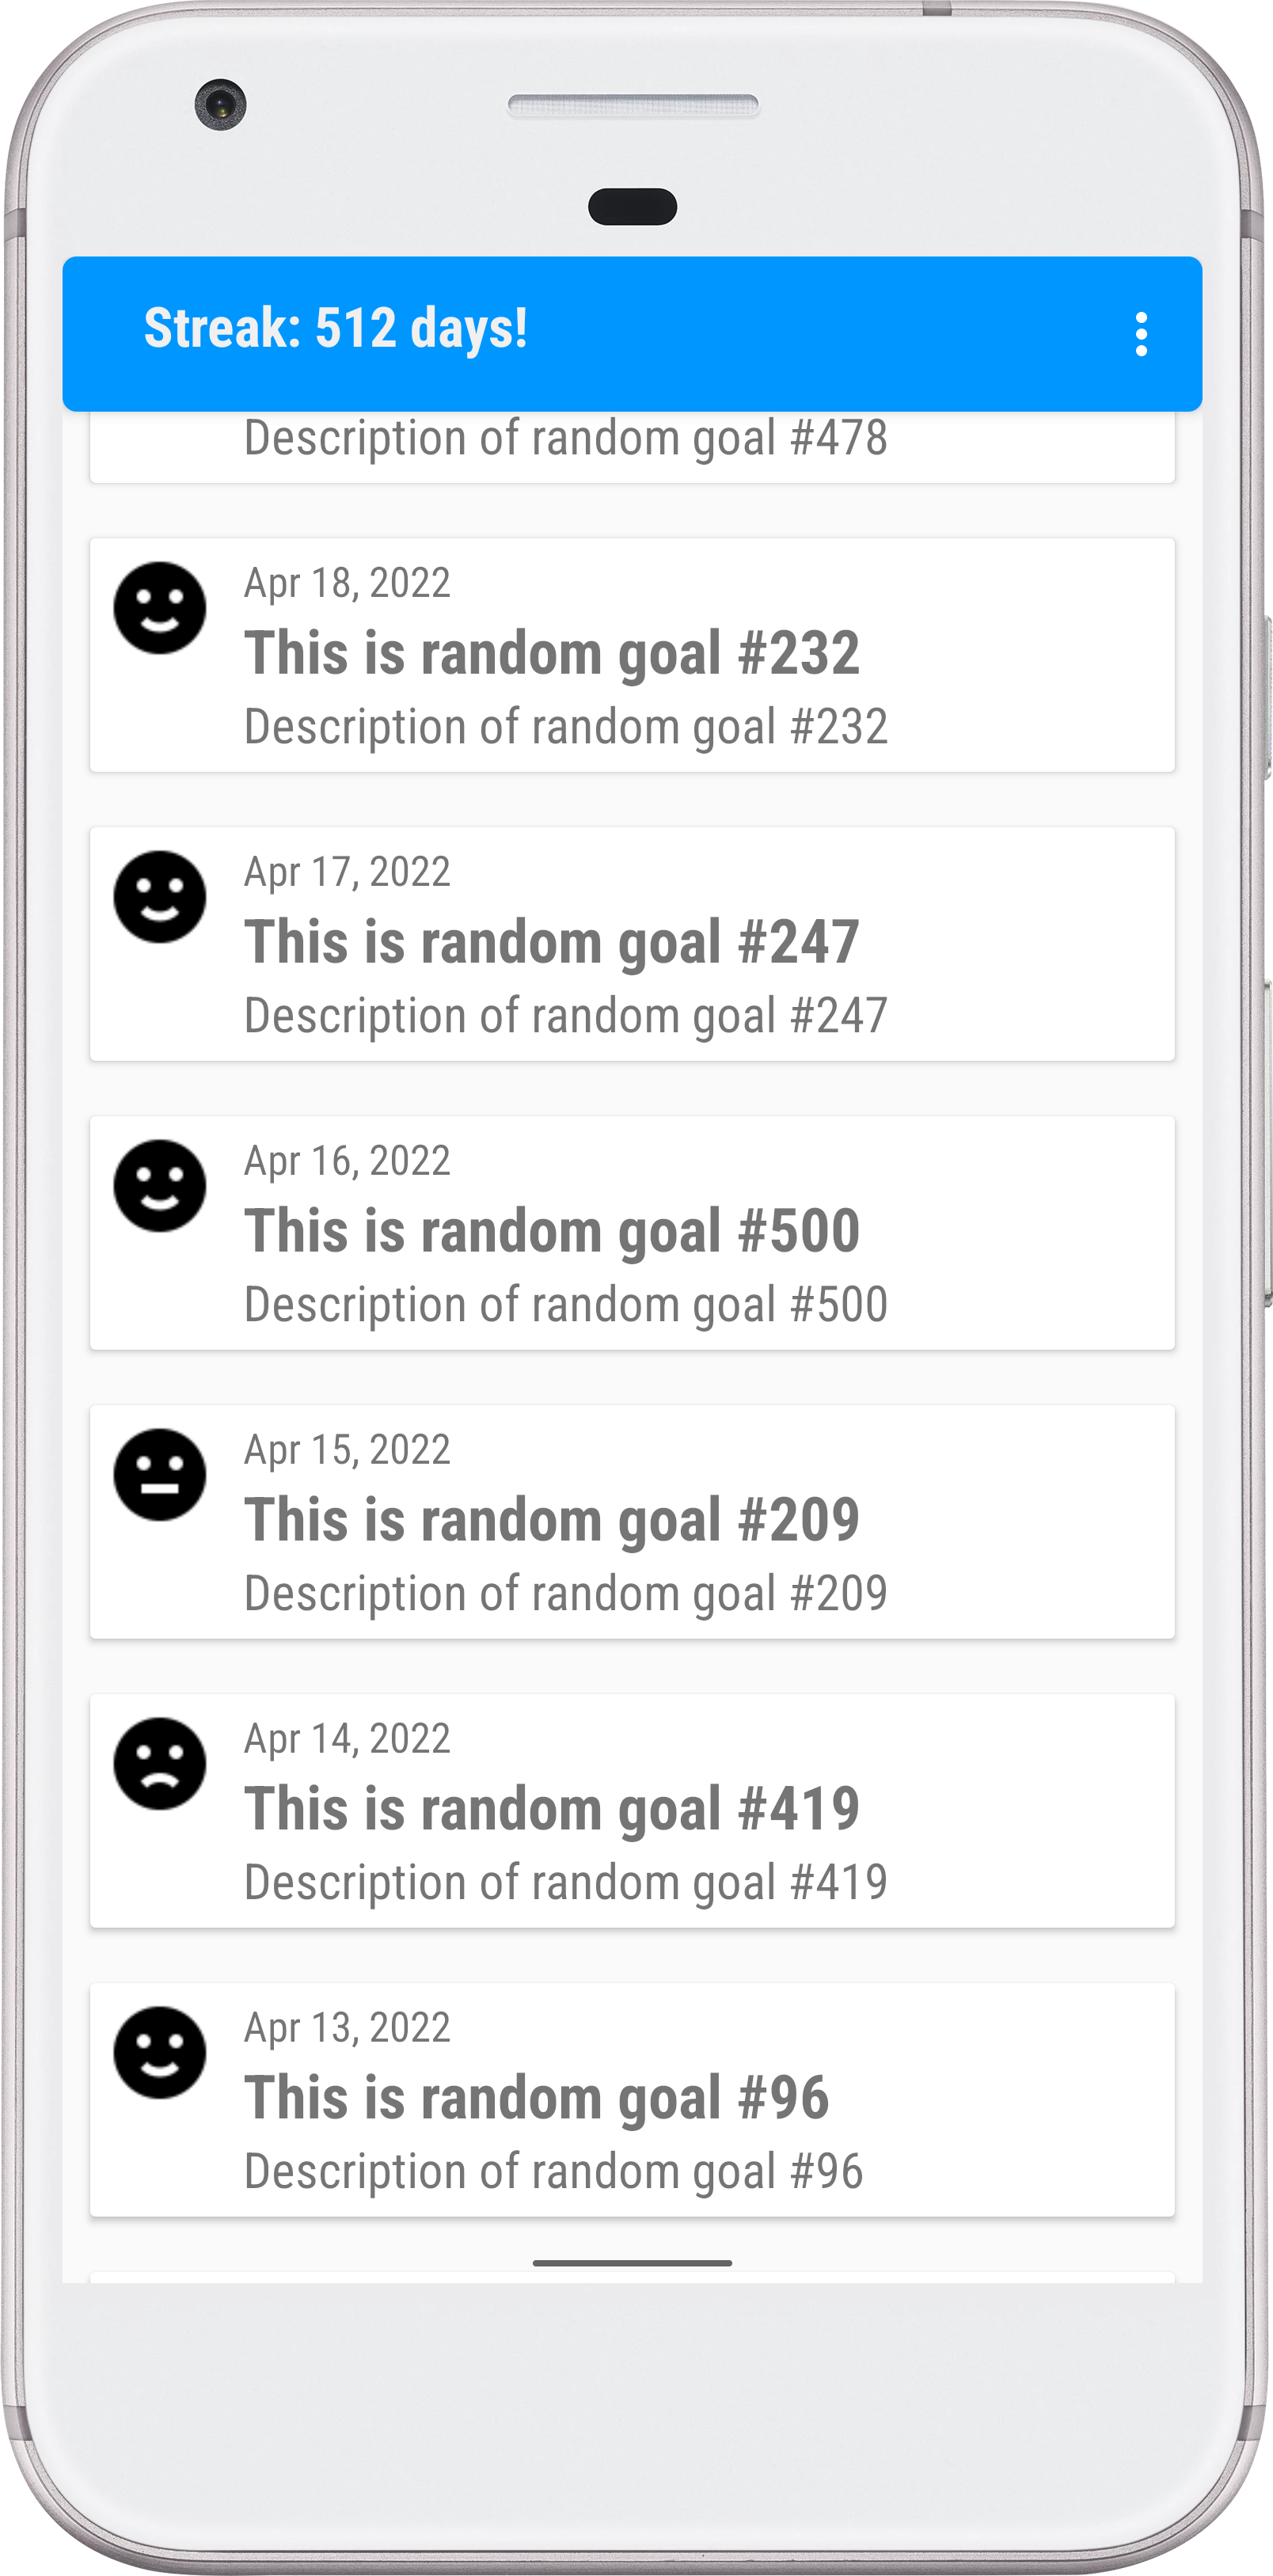 Streak: 512 days!
Description of random goal #478
Apr 18, 2022
This is random goal #232
Description of random goal #232
Apr 17, 2022
This is random goal #247
Description of random goal #247
Apr 16, 2022
This is random goal #500
Description of random goal #500
Apr 15, 2022
This is random goal #209
Description of random goal #209
Apr 14, 2022
This is random goal #419
Description of random goal #419
Apr 13, 2022
This is random goal #96
Description of random goal #96